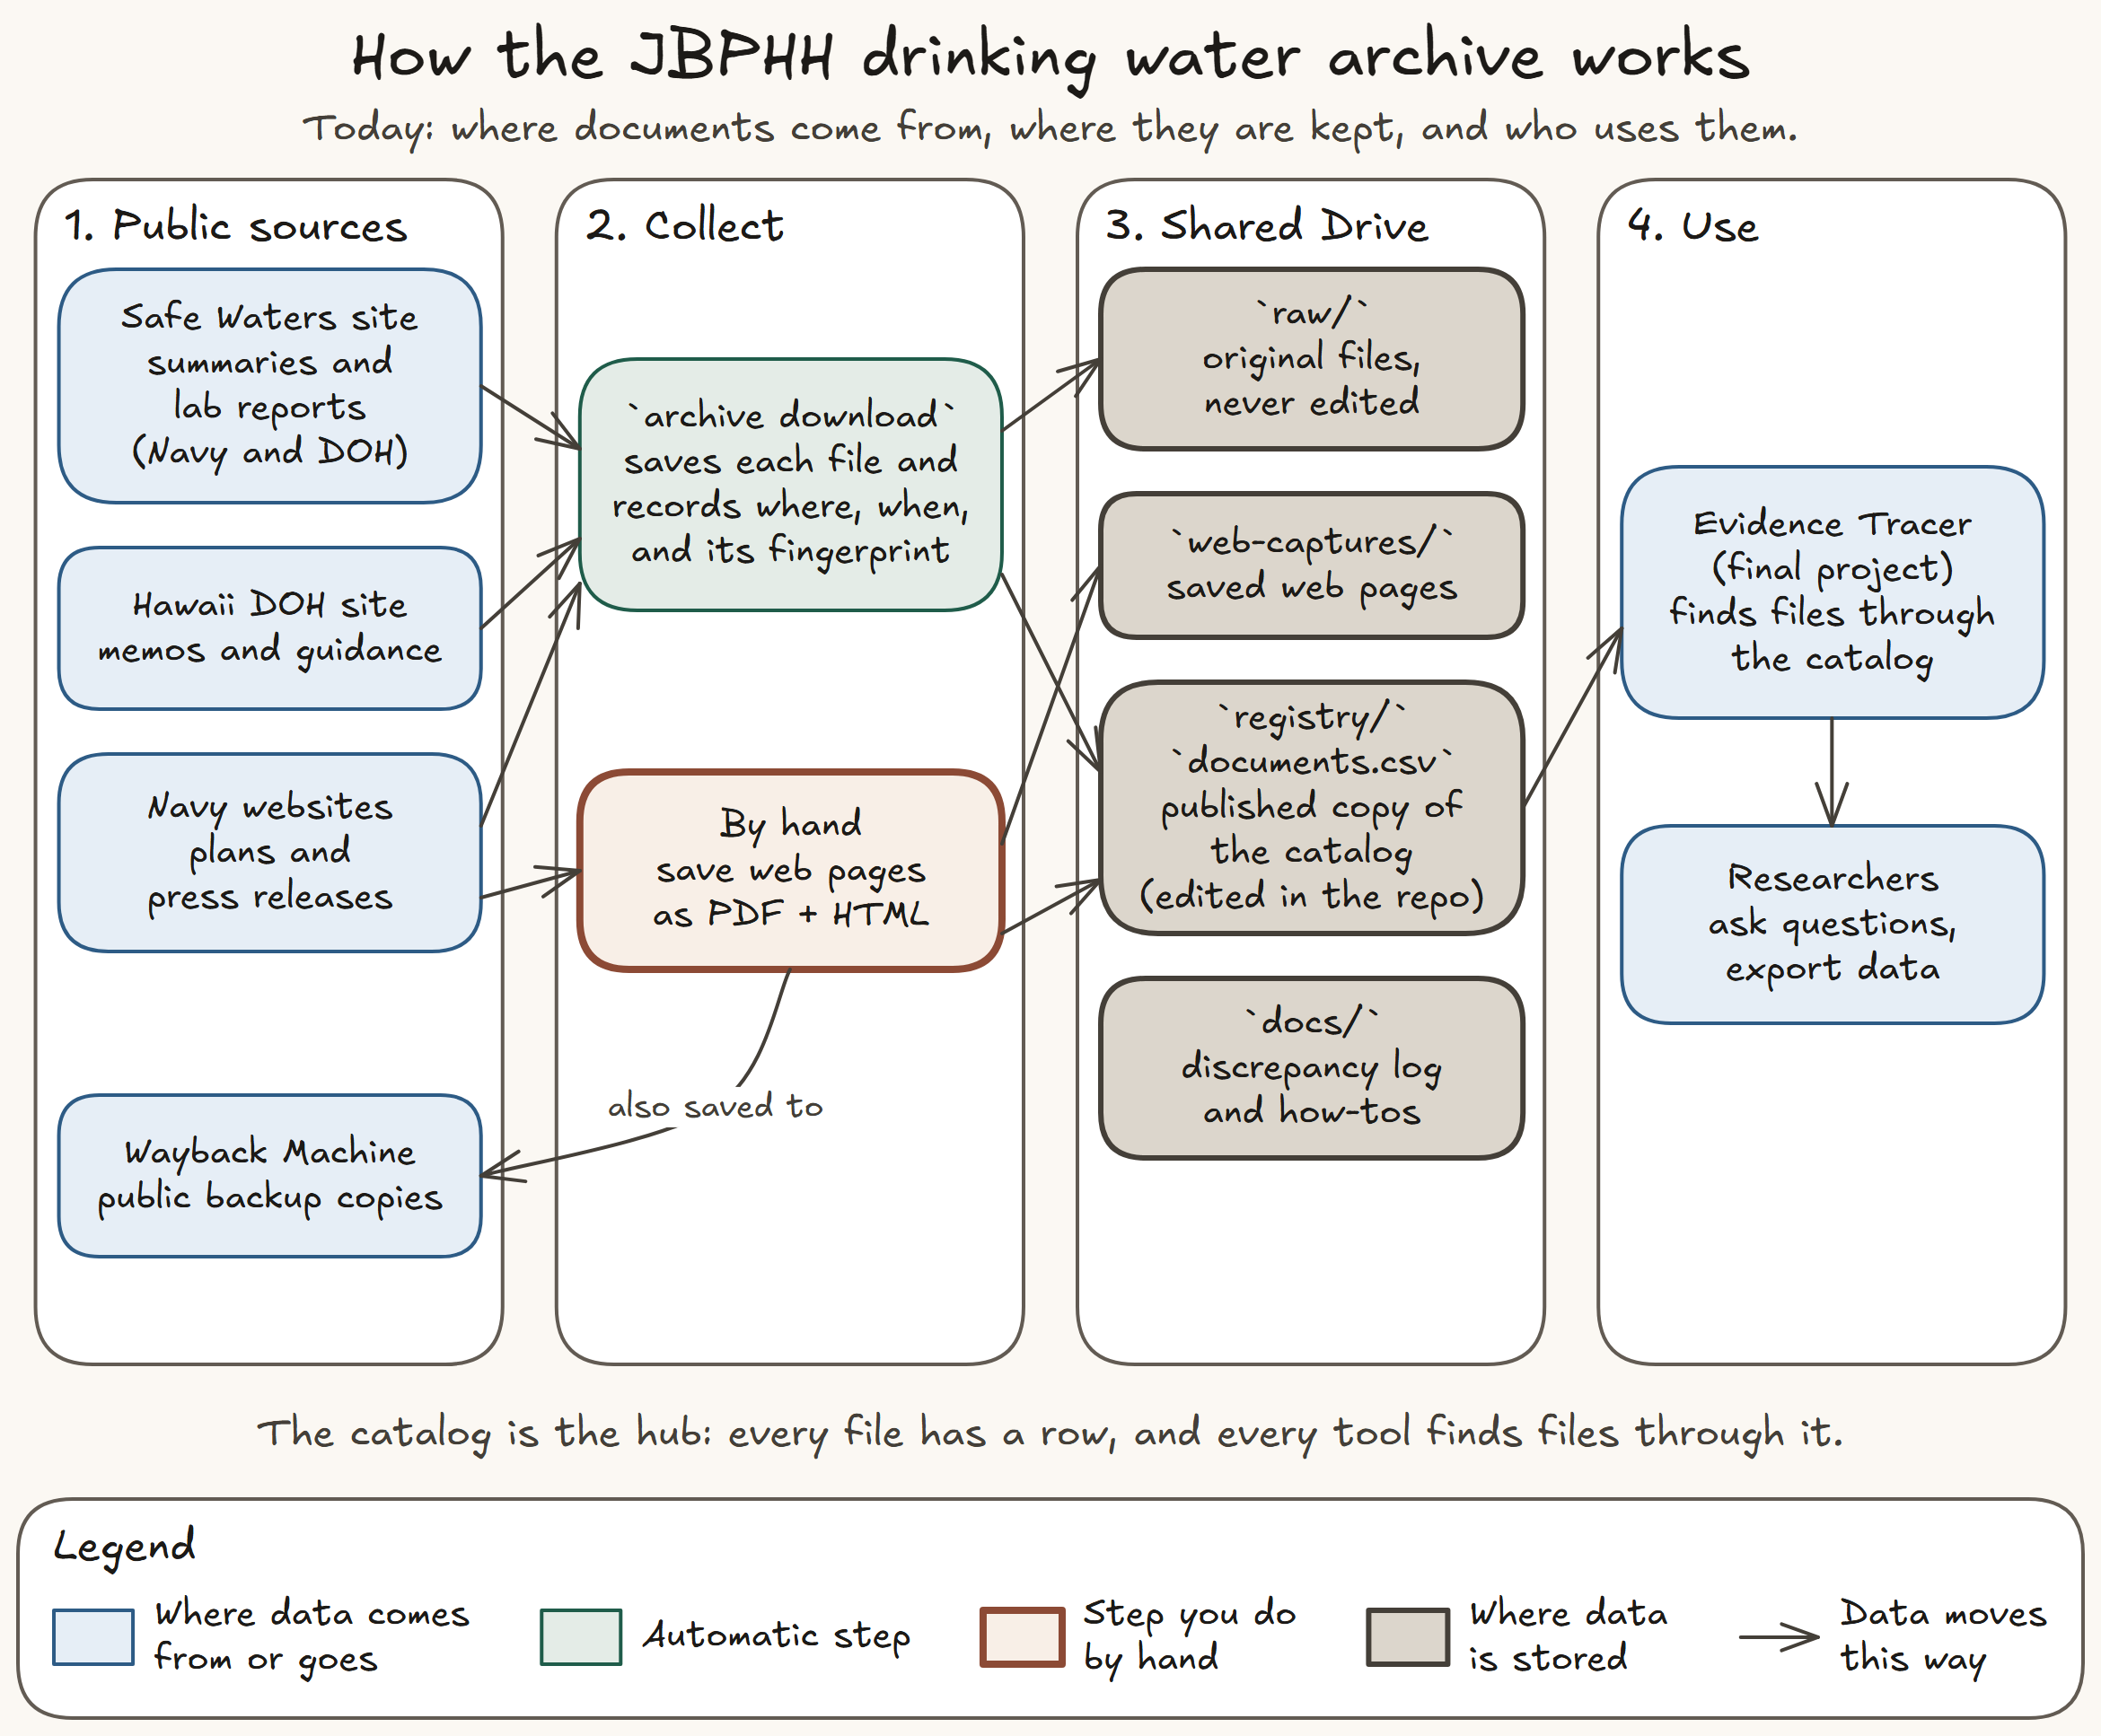 How the JBPHH drinking water archive works
Today: where documents come from, where they are kept, and who uses them.
1. Public sources
Safe Waters site
summaries and
lab reports
(Navy and DOH)
Hawaii DOH site
memos and guidance
Navy websites
plans and
press releases
Wayback Machine
public backup copies
2. Collect
`archive download`
saves each file and
records where, when,
and its fingerprint
By hand
save web pages
as PDF + HTML
also saved to
3. Shared Drive
`raw/`
original files,
never edited
`web-captures/`
saved web pages
`registry/`
`documents.csv`
published copy of
the catalog
(edited in the repo)
`docs/`
discrepancy log
and how-tos
4. Use
Evidence Tracer
(final project)
finds files through
the catalog
Researchers
ask questions,
export data
The catalog is the hub: every file has a row, and every tool finds files through it.
Legend
Where data comes
from or goes
Automatic step
Step you do
by hand
Where data
is stored
Data moves
this way